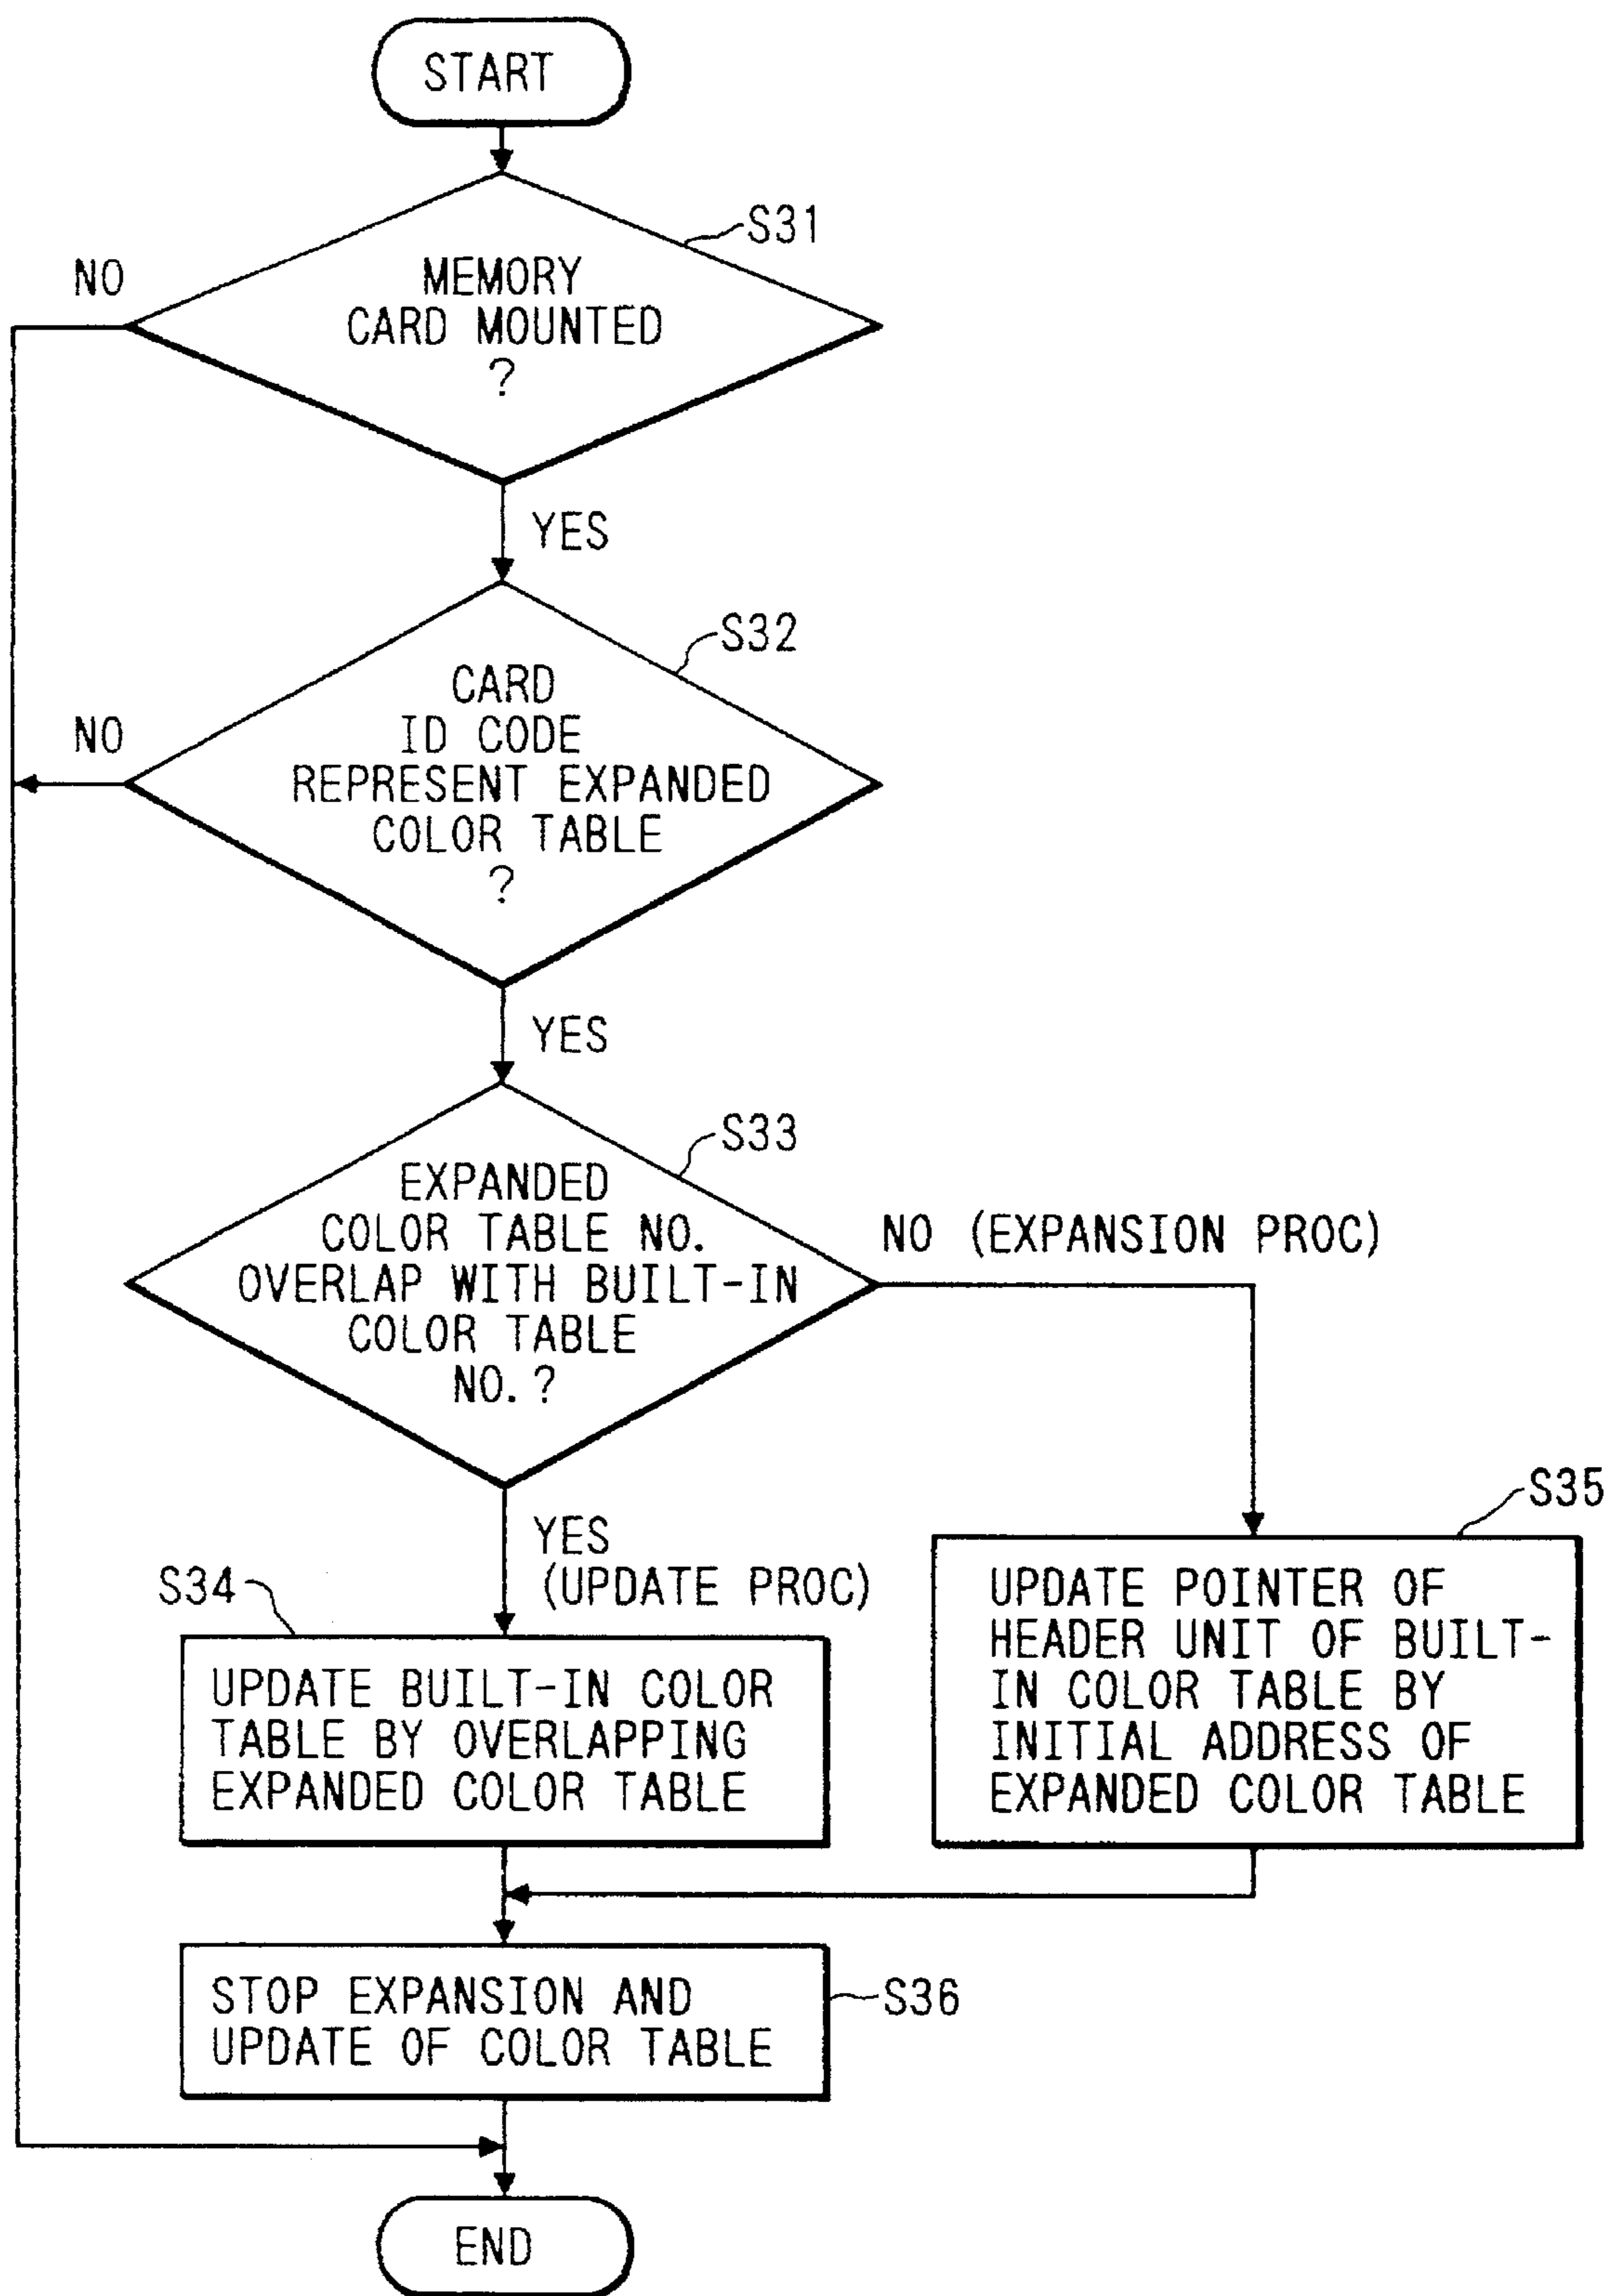 START
S31
NO
MEMORY
CARD MOUNTED
?
YES
S32
CARD
ID CODE
NO
REPRESENT EXPANDED
COLOR TABLE
?
YES
S33
EXPANDED
COLOR TABLE NO.
NO (EXPANSION PROC)
OVERLAP WITH BUILT-IN
COLOR TABLE
NO. ?
S35
YES
(UPDATE PROC)
S34
UPDATE POINTER OF
HEADER UNIT OF BUILT-
IN COLOR TABLE BY
INITIAL ADDRESS OF
EXPANDED COLOR TABLE
UPDATE BUILT-IN COLOR
TABLE BY OVERLAPPING
EXPANDED COLOR TABLE
STOP EXPANSION AND
UPDATE OF COLOR TABLE
S36
END